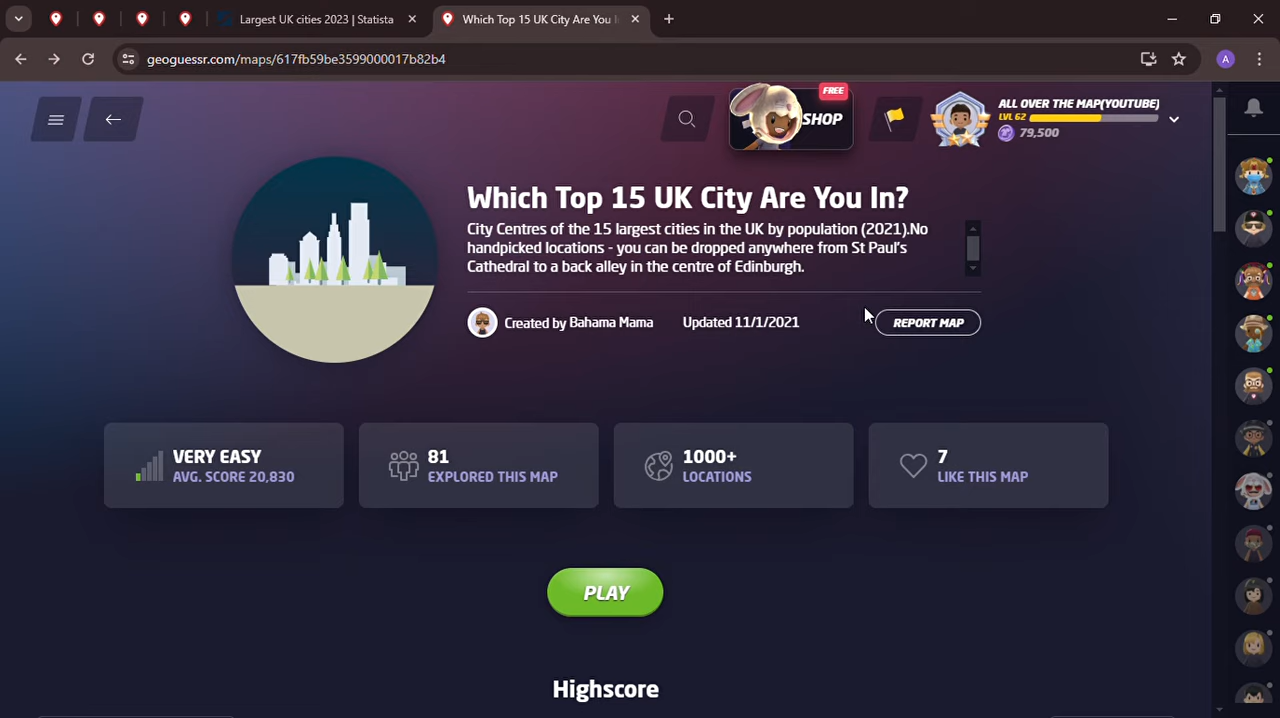 Largest UK cities 2023 | Statista
Which Top 15 UK City Are You In
geoguessr.com/maps/617fb59be3599000017b82b4
A
FREE
SHOP
ALL OVER THE MAP(YOUTUBE)
LVL 62
79,500
Which Top 15 UK City Are You In?
City Centres of the 15 largest cities in the UK by population (2021).No
handpicked locations - you can be dropped anywhere from St Paul's
Cathedral to a back alley in the centre of Edinburgh.
Created by Bahama Mama
Updated 11/1/2021
REPORT MAP
VERY EASY
AVG. SCORE 20,830
81
EXPLORED THIS MAP
1000+
LOCATIONS
7
LIKE THIS MAP
PLAY
Highscore